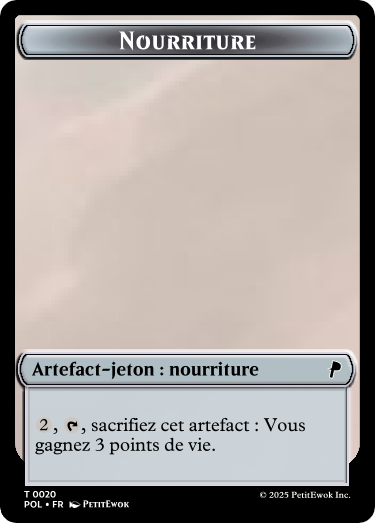 Nourriture
Artefact-jeton : nourriture
2, , sacrifiez cet artefact : Vous
gagnez 3 points de vie.
T 0020
POL • FR PetitEwok
© 2025 PetitEwok Inc.